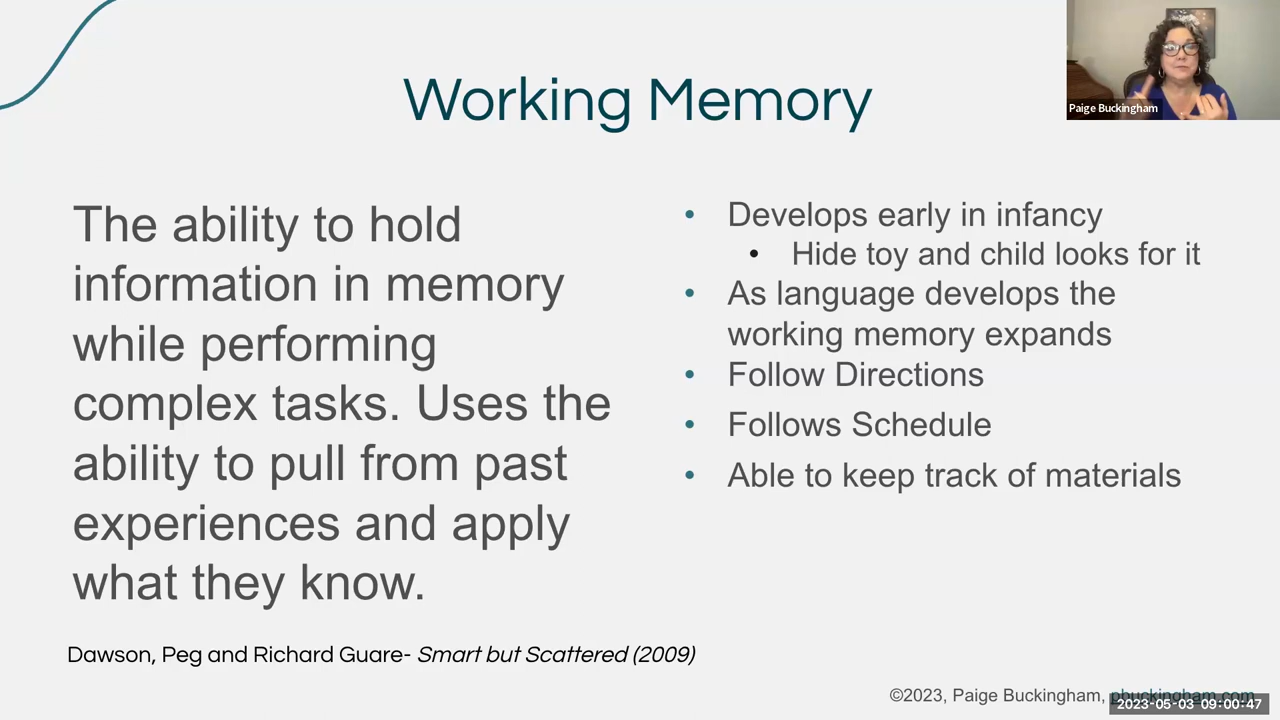 Working Memory
Paige Buckingham
The ability to hold
information in memory
while performing
complex tasks. Uses the
ability to pull from past
experiences and apply
what they know.
• Develops early in infancy
• Hide toy and child looks for it
• As language develops the
working memory expands
• Follow Directions
• Follows Schedule
• Able to keep track of materials
Dawson, Peg and Richard Guare- Smart but Scattered (2009)
©2023, Paige Buckingham, pbuckingham.com
2023-05-03 09:00:47